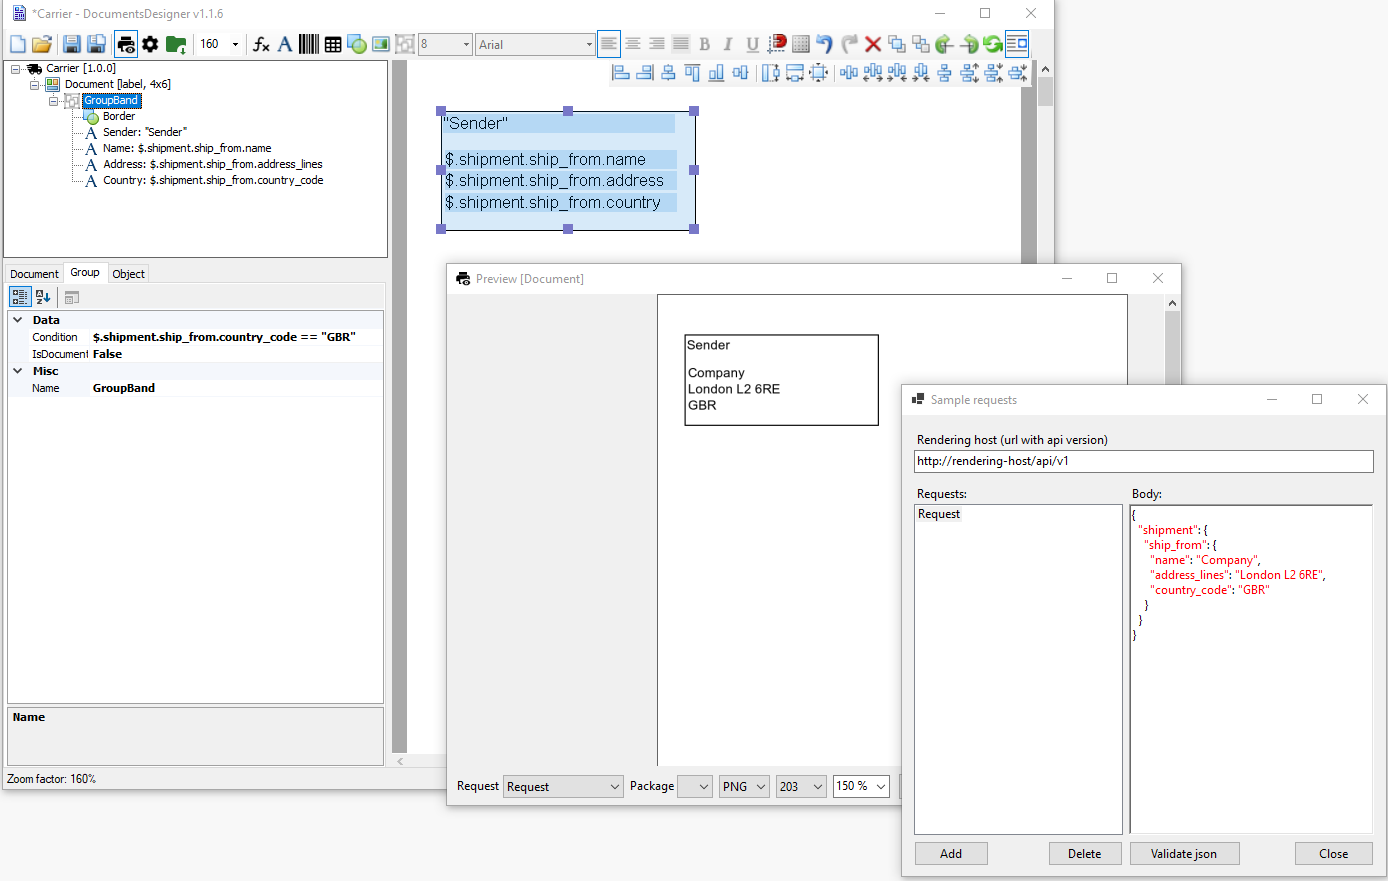 *Carrier - DocumentsDesigner v1.1.6
160
8
Arial
Carrier [1.0.0]
Document [label, 4x6]
GroupBand
Border
Sender: "Sender"
Name: $.shipment.ship_from.name
Address: $.shipment.ship_from.address_lines
Country: $.shipment.ship_from.country_code
"Sender"
$.shipment.ship_from.name
$.shipment.ship_from.address
$.shipment.ship_from.country
Document Group Object
Data
Condition $.shipment.ship_from.country_code == "GBR"
IsDocument False
Misc
Name GroupBand
Name
Zoom factor: 160%
Preview [Document]
Sender
Company
London L2 6RE
GBR
Request Request Package PNG 203 150 %
Sample requests
Rendering host (url with api version)
http://rendering-host/api/v1
Requests:
Request
Body:
{
"shipment": {
"ship_from": {
"name": "Company",
"address_lines": "London L2 6RE",
"country_code": "GBR"
}
}
}
Add Delete Validate json Close